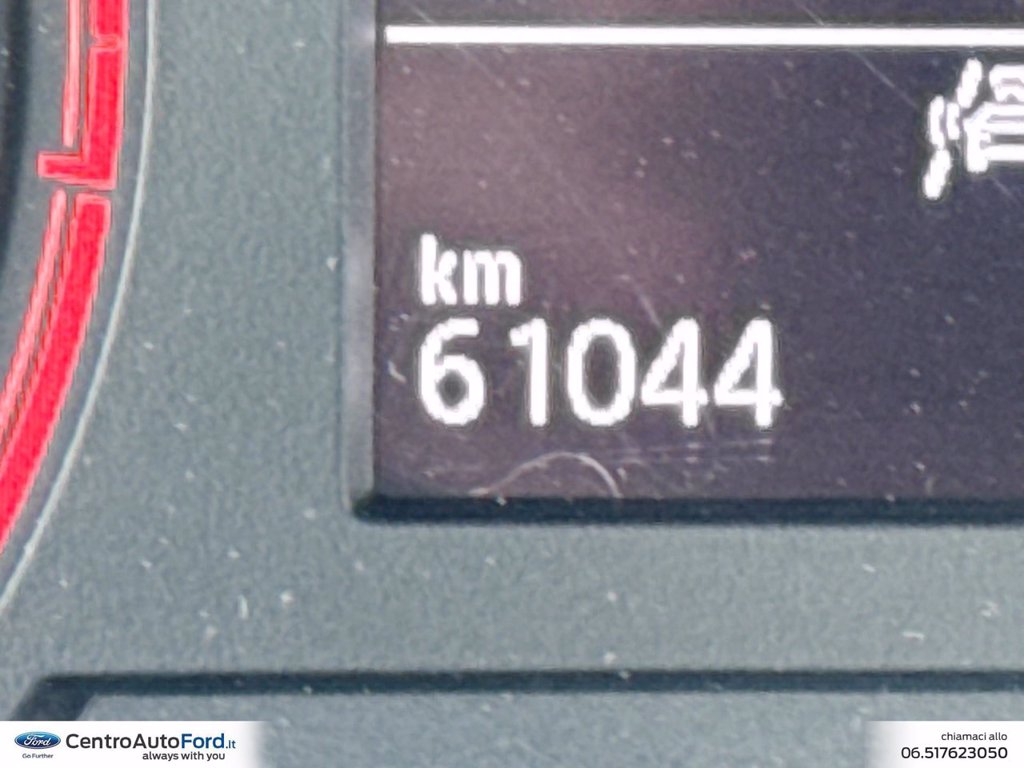 km
61044
Ford
Go Further
CentroAutoFord.it
always with you
chiamaci allo
06.517623050